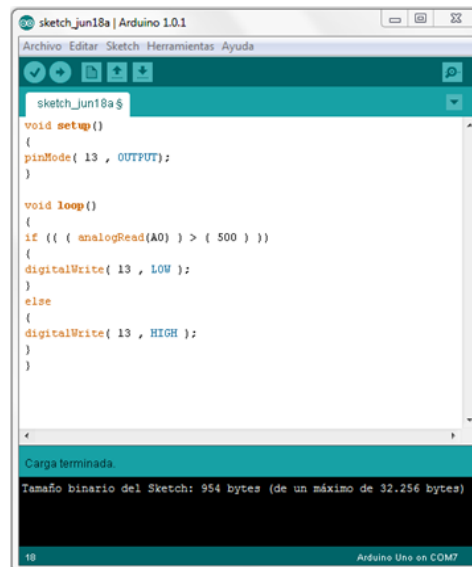 sketch_jun18a | Arduino 1.0.1
Archivo Editar Sketch Herramientas Ayuda
sketch_jun18a §
void setup()
{
pinMode( 13 , OUTPUT);
}
void loop()
{
if (( ( analogRead(A0) ) > ( 500 ) ))
{
digitalWrite( 13 , LOW );
}
else
{
digitalWrite( 13 , HIGH );
}
}
Carga terminada.
Tamaño binario del Sketch: 954 bytes (de un máximo de 32.256 bytes)
18 Arduino Uno on COM7